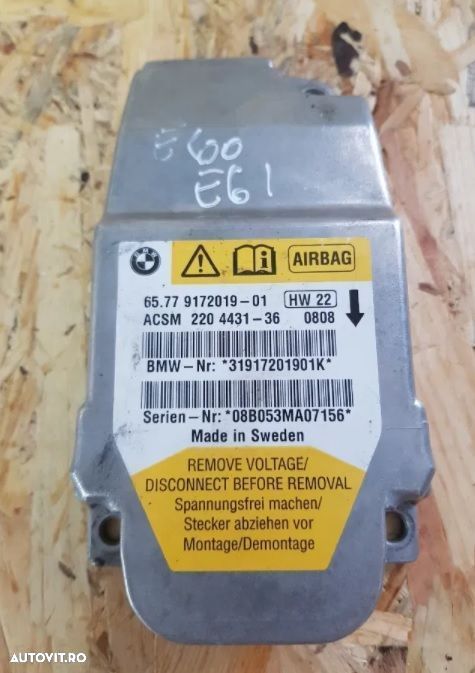 E60
E61
BMW
AIRBAG
65.77 9172019-01 HW 22
ACSM 220 4431-36 0808
BMW-Nr: *31917201901K*
Serien-Nr: *08B053MA07156*
Made in Sweden
REMOVE VOLTAGE/
DISCONNECT BEFORE REMOVAL
Spannungsfrei machen/
Stecker abziehen vor
Montage/Demontage
AUTOVIT.RO